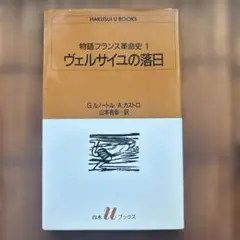 HAKUSUI U BOOKS
物語フランス革命史 1
ヴェルサイユの落日
G.ルノートル/A.カストロ
山本有幸・訳
白水 u ブックス